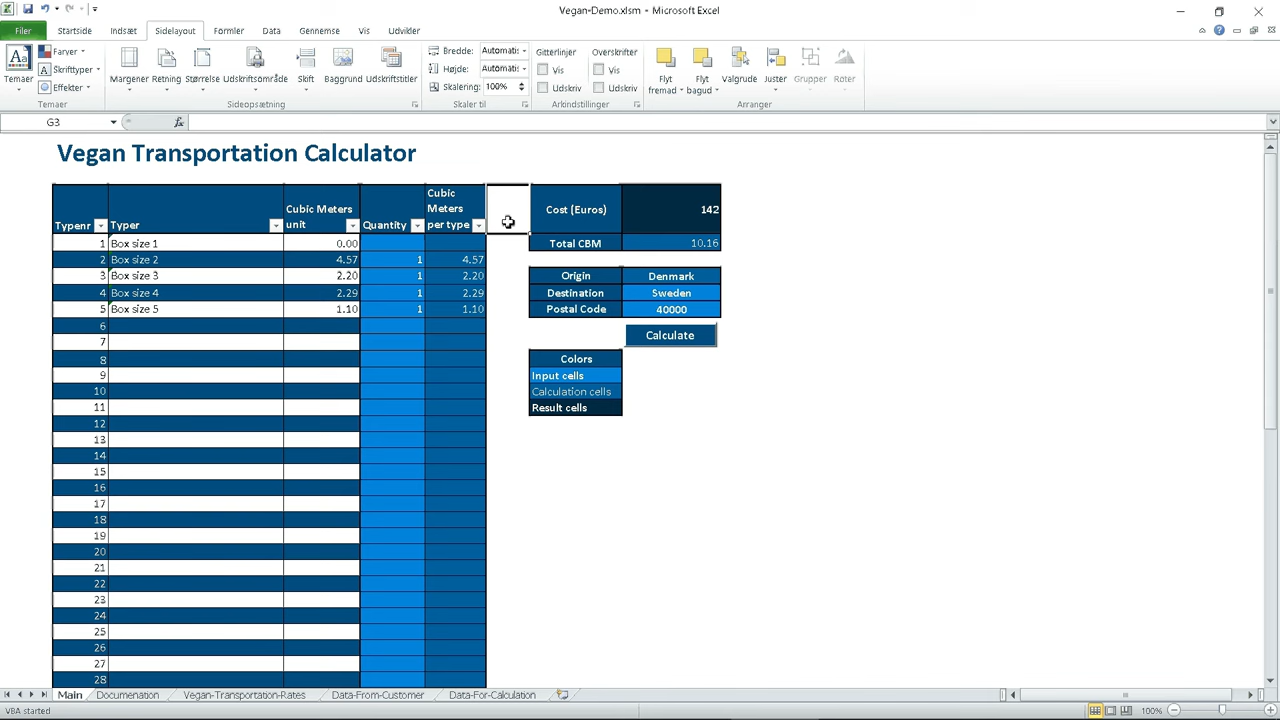 Vegan-Demo.xlsm • Microsoft Excel
Filer Startside Indsæt Sidelayout Formler Data Gennemse Vis Udvikler
Aa Temaer Farver Skrifttyper Effekter Margener Retning Størrelse Udskriftsområde Skift Baggrund Udskriftstitler Bredde: Automati Højde: Automati Skalering: 100% Gitterlinjer Vis Udskriv Overskrifter Vis Udskriv Flyt fremad Flyt bagud Valgrude Juster Grupper Roter
Temaer Sideopsætning Skaler til Arkindstillinger Arranger
G3 fx
Vegan Transportation Calculator
Typenr Typer Cubic Meters unit Quantity Cubic Meters per type Cost (Euros) 142
1 Box size 1 0.00 Total CBM 10.16
2 Box size 2 4.57 1 4.57
3 Box size 3 2.20 1 2.20 Origin Denmark
4 Box size 4 2.29 1 2.29 Destination Sweden
5 Box size 5 1.10 1 1.10 Postal Code 40000
6
7 Calculate
8 Colors
9 Input cells
10 Calculation cells
11 Result cells
12
13
14
15
16
17
18
19
20
21
22
23
24
25
26
27
28
Main Documenation Vegan-Transportation-Rates Data-From-Customer Data-For-Calculation
VBA started 100%